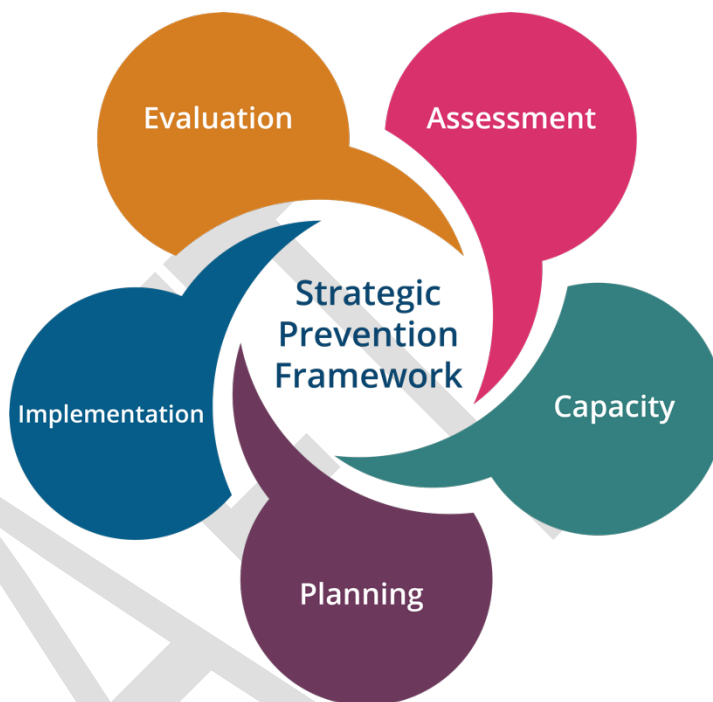 Evaluation
Assessment
Strategic
Prevention
Framework
Capacity
Implementation
Planning